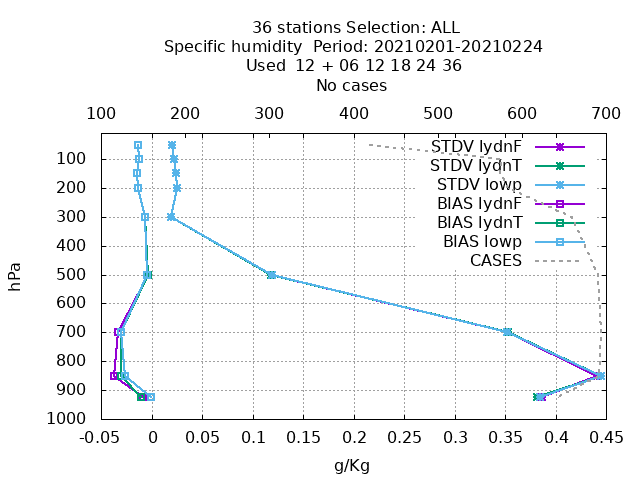 36 stations Selection: ALL
Specific humidity  Period: 20210201-20210224
Used  12 + 06 12 18 24 36
No cases
100 200 300 400 500 600 700
STDV lydnF
STDV lydnT
STDV lowp
BIAS lydnF
BIAS lydnT
BIAS lowp
CASES
100
200
300
400
500
600
700
800
900
1000
hPa
-0.05 0 0.05 0.1 0.15 0.2 0.25 0.3 0.35 0.4 0.45
g/Kg